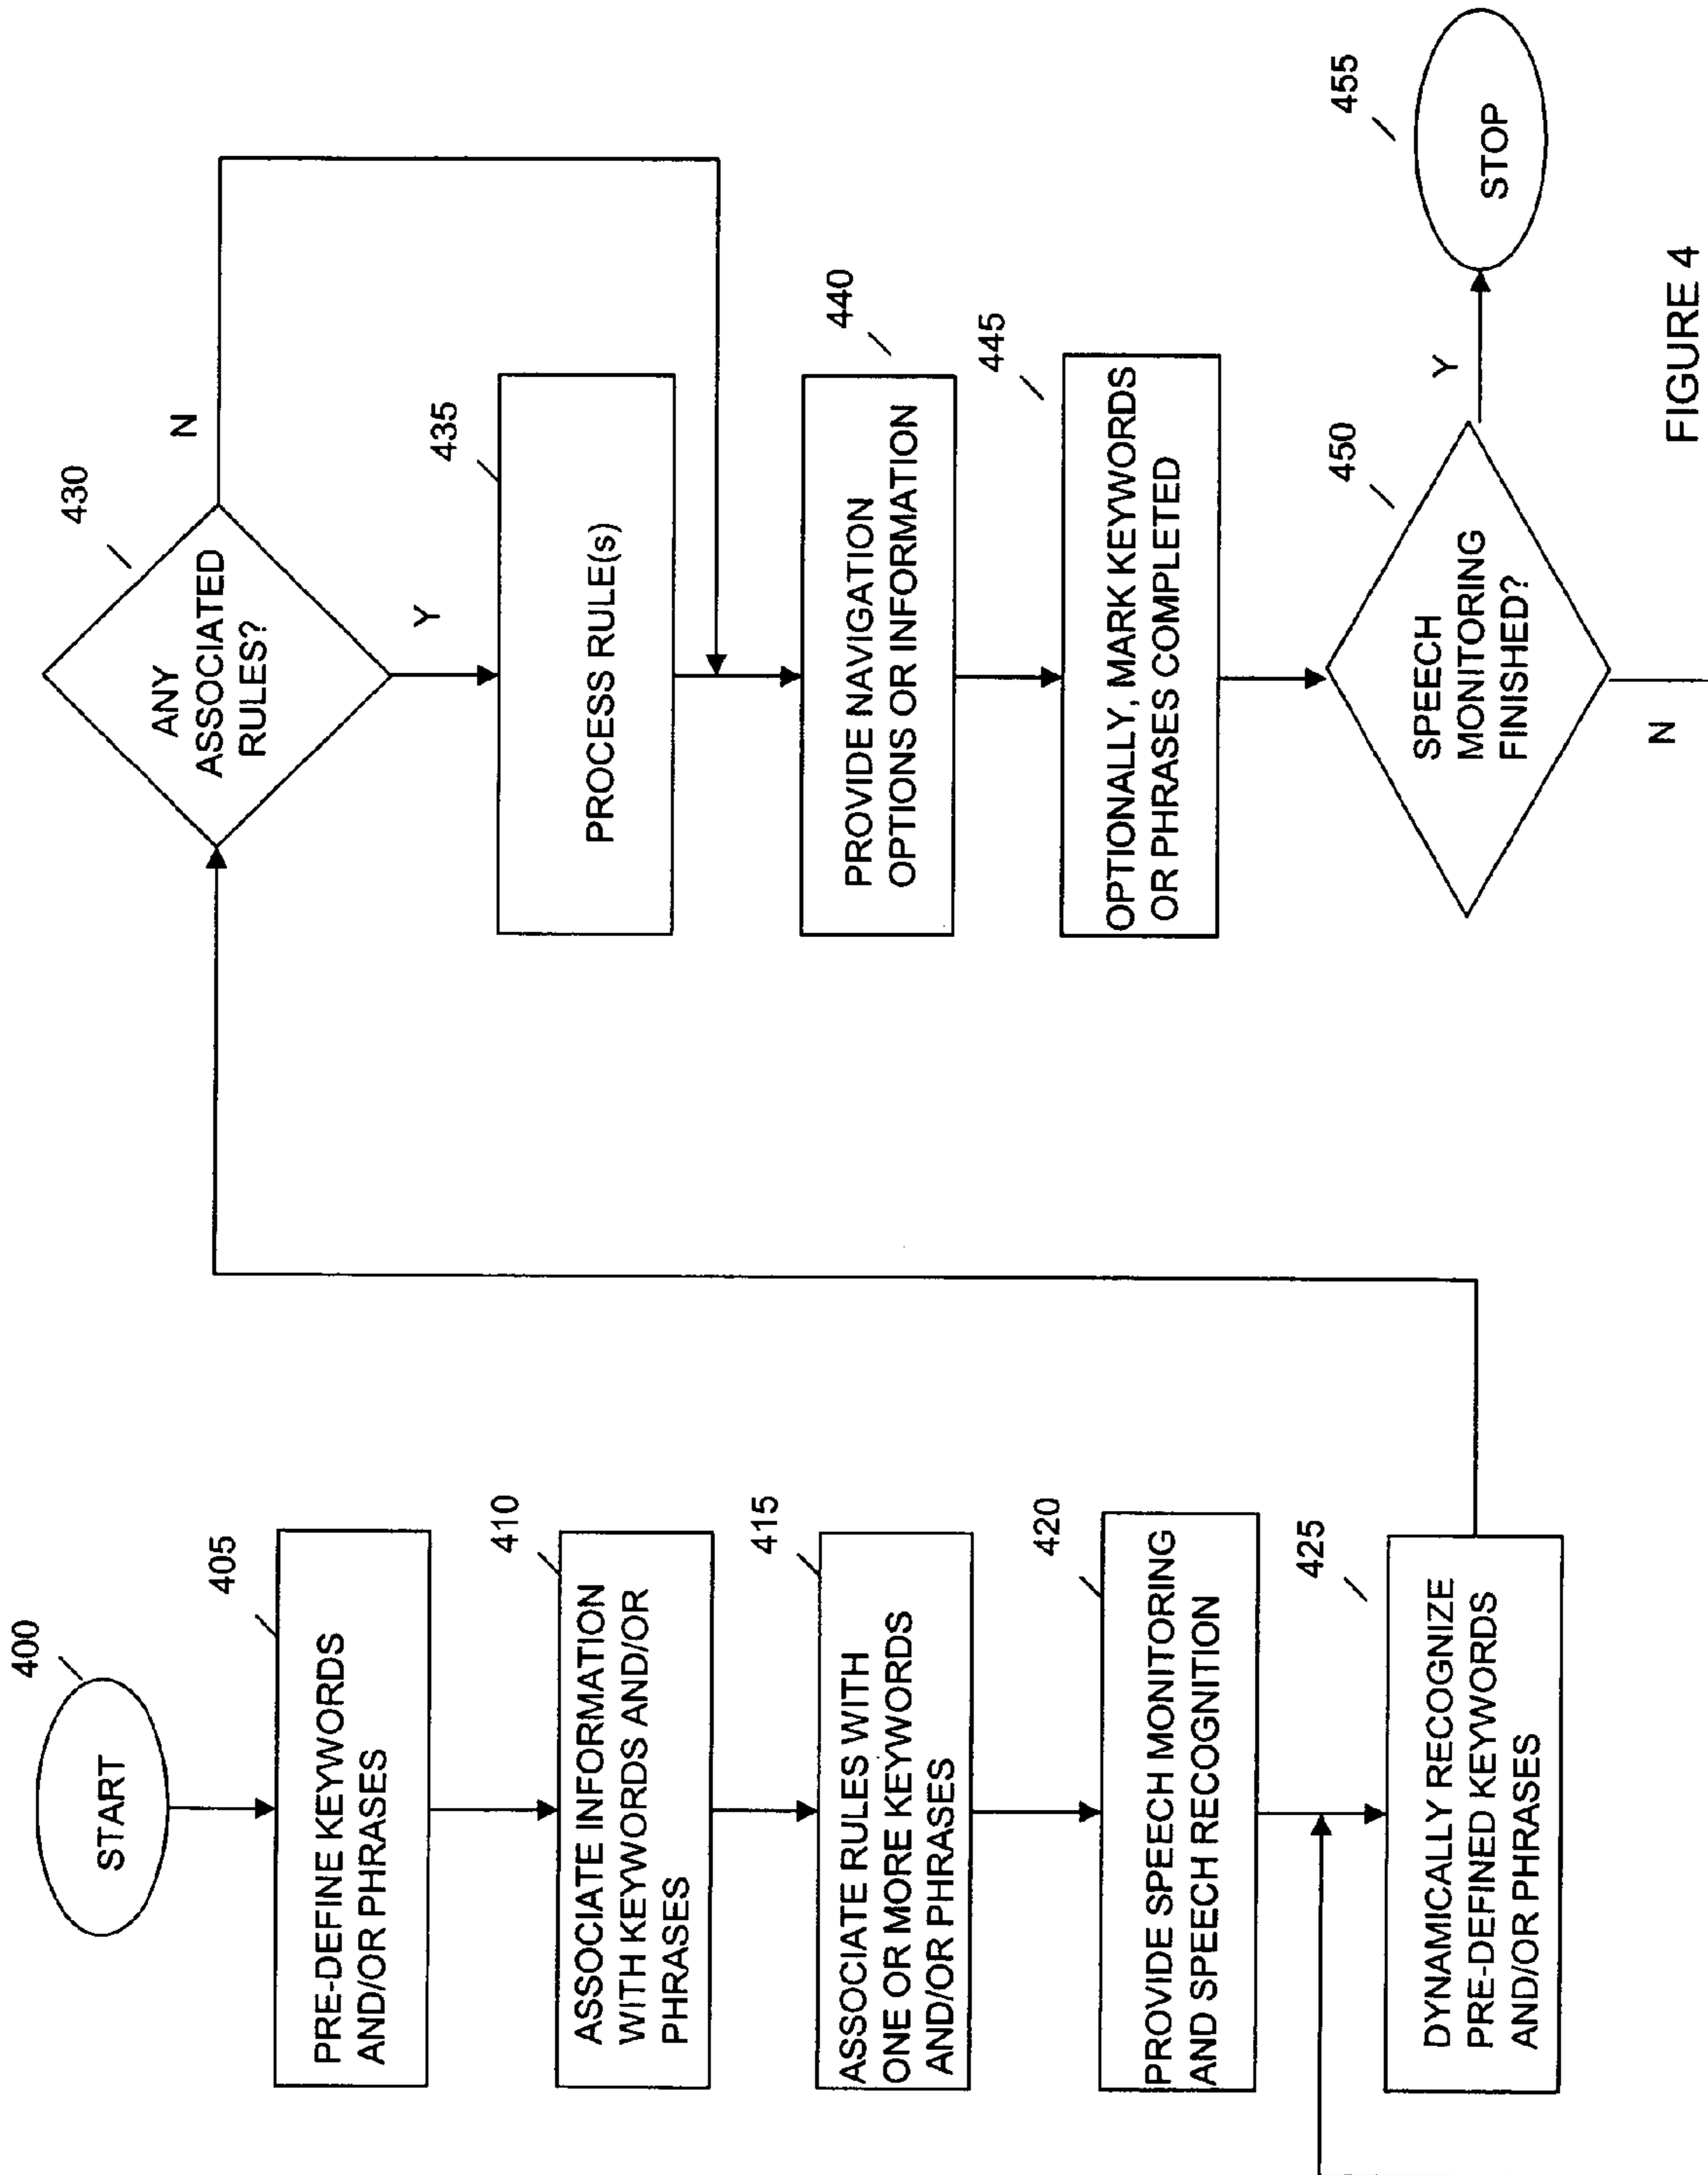 400
START
405
PRE-DEFINE KEYWORDS
AND/OR PHRASES
410
ASSOCIATE INFORMATION
WITH KEYWORDS AND/OR
PHRASES
415
ASSOCIATE RULES WITH
ONE OR MORE KEYWORDS
AND/OR PHRASES
420
PROVIDE SPEECH MONITORING
AND SPEECH RECOGNITION
425
DYNAMICALLY RECOGNIZE
PRE-DEFINED KEYWORDS
AND/OR PHRASES
430
ANY
ASSOCIATED
RULES?
N
Y
435
PROCESS RULE(s)
440
PROVIDE NAVIGATION
OPTIONS OR INFORMATION
445
OPTIONALLY, MARK KEYWORDS
OR PHRASES COMPLETED
450
SPEECH
MONITORING
FINISHED?
Y
455
STOP
N
FIGURE 4